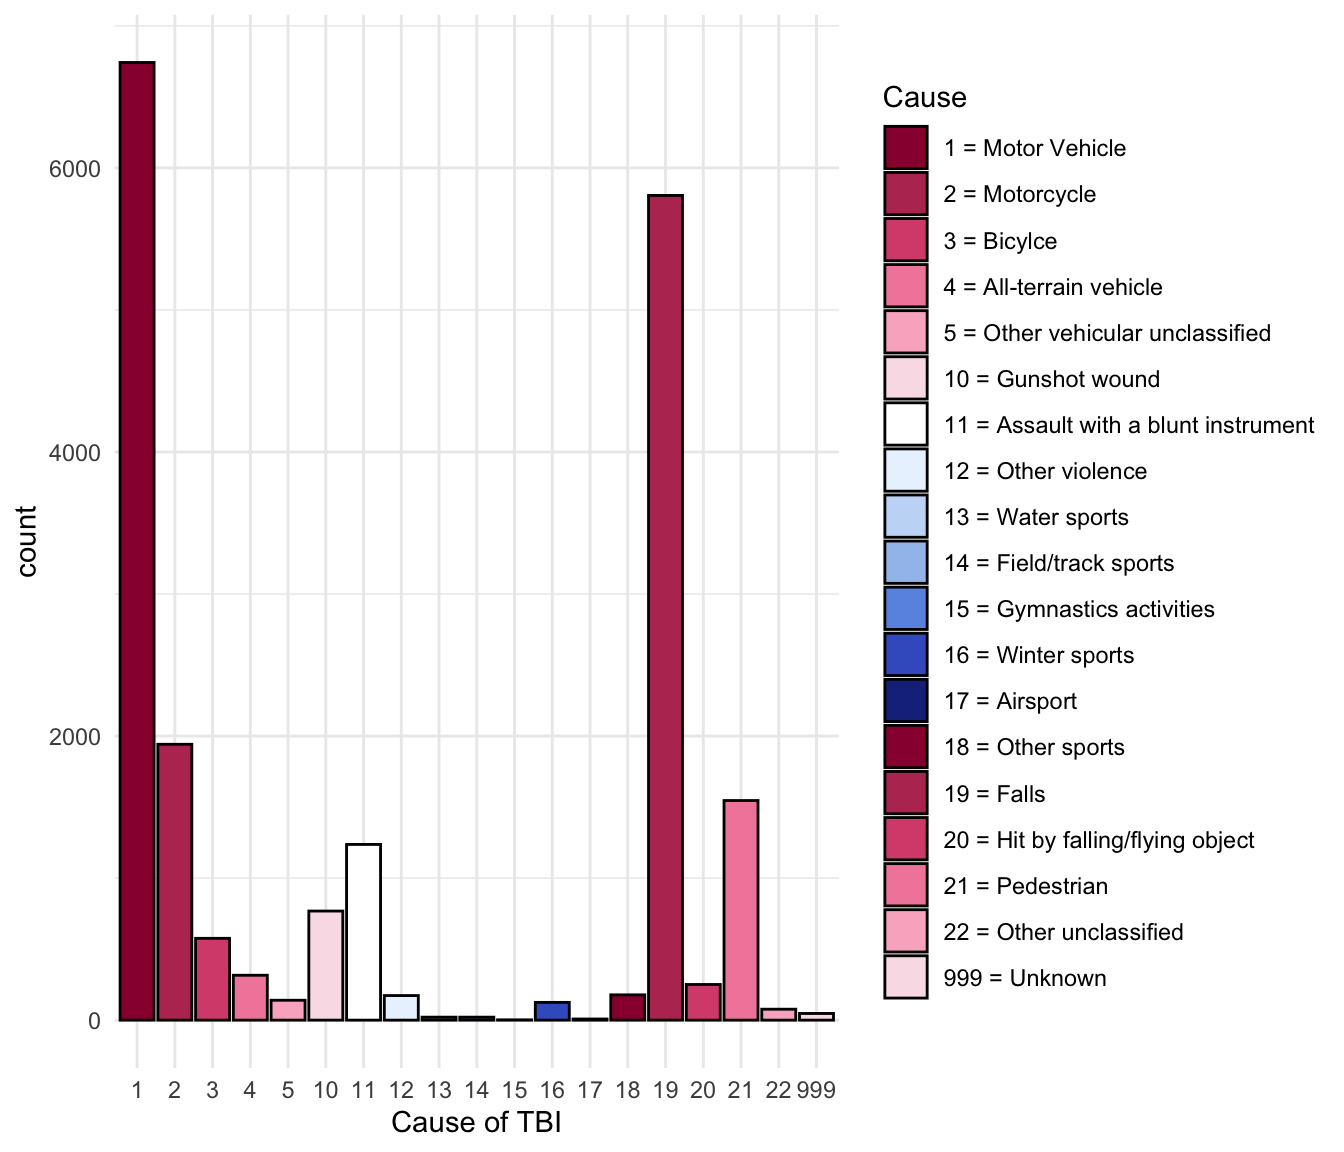 Cause
1 = Motor Vehicle
2 = Motorcycle
3 = Bicylce
4 = All-terrain vehicle
5 = Other vehicular unclassified
10 = Gunshot wound
11 = Assault with a blunt instrument
12 = Other violence
13 = Water sports
14 = Field/track sports
15 = Gymnastics activities
16 = Winter sports
17 = Airsport
18 = Other sports
19 = Falls
20 = Hit by falling/flying object
21 = Pedestrian
22 = Other unclassified
999 = Unknown
6000
4000
2000
0
count
1 2 3 4 5 10 11 12 13 14 15 16 17 18 19 20 21 22 999
Cause of TBI